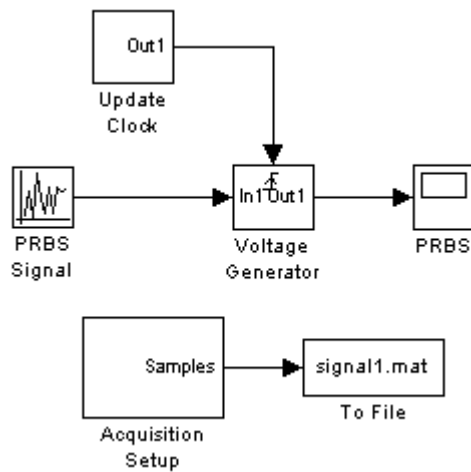 Out1
Update
Clock
In1 Out1
PRBS
Signal
Voltage
Generator
PRBS
Samples
signal1.mat
Acquisition
Setup
To File